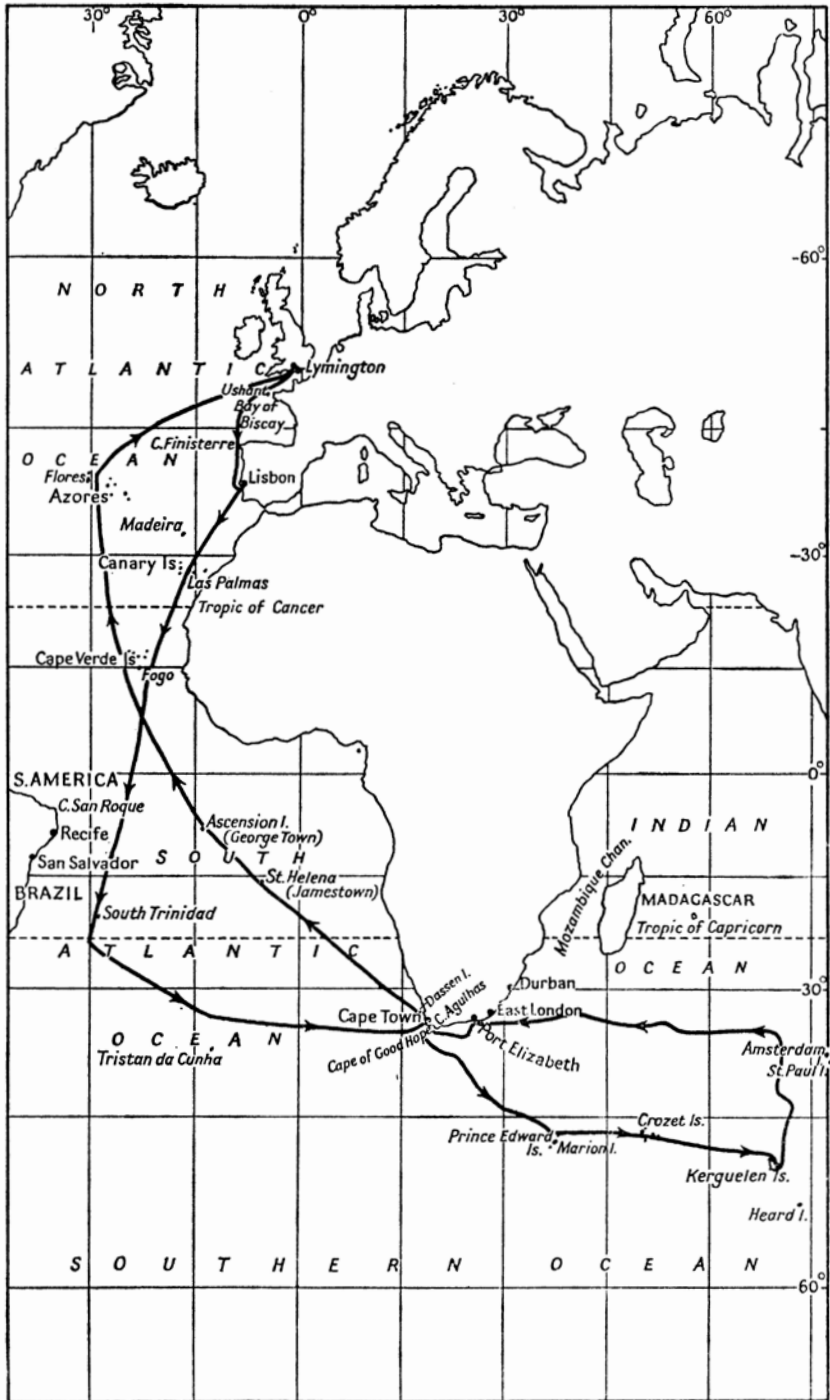 30° 0° 30° 60°
-60°
N O R T H
A T L A N T I C
Lymington
Ushant
Bay of
Biscay
C.Finisterre
O C E A N
Flores
Azores
Lisbon
Madeira
-30°
Canary Is.
Las Palmas
Tropic of Cancer
Cape Verde Is.
Fogo
0°
S.AMERICA
C.San Roque
Recife
San Salvador
BRAZIL
South Trinidad
Ascension I.
(George Town)
S O U T H
St. Helena
(Jamestown)
I N D I A N
Mozambique Chan.
MADAGASCAR
Tropic of Capricorn
A T L A N T I C
O C E A N
Dassen I.
Durban
30°
Cape Town
C. Agulhas
East London
O C E A N
Cape of Good Hope
Port Elizabeth
Tristan da Cunha
Amsterdam
St. Paul I.
Crozet Is.
Prince Edward
Is.
Marion I.
Kerguelen Is.
Heard I.
S O U T H E R N O C E A N
60°